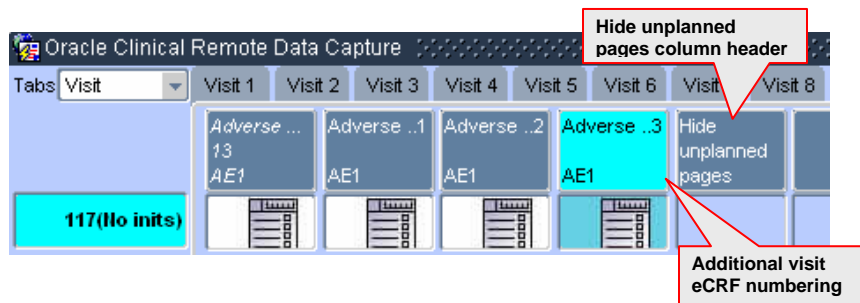 Hide unplanned
pages column header
Oracle Clinical Remote Data Capture
Tabs Visit Visit 1 Visit 2 Visit 3 Visit 4 Visit 5 Visit 6 Visit Visit 8
Adverse ... Adverse ..1 Adverse ..2 Adverse ..3 Hide
13 unplanned
AE1 AE1 AE1 AE1 pages
117(No inits)
Additional visit
eCRF numbering